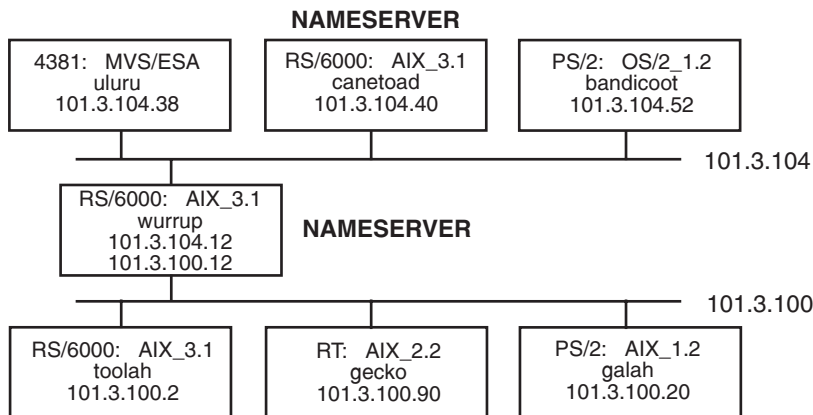 NAMESERVER
4381: MVS/ESA
uluru
101.3.104.38
RS/6000: AIX_3.1
canetoad
101.3.104.40
PS/2: OS/2_1.2
bandicoot
101.3.104.52
101.3.104
RS/6000: AIX_3.1
wurrup
101.3.104.12
101.3.100.12
NAMESERVER
101.3.100
RS/6000: AIX_3.1
toolah
101.3.100.2
RT: AIX_2.2
gecko
101.3.100.90
PS/2: AIX_1.2
galah
101.3.100.20